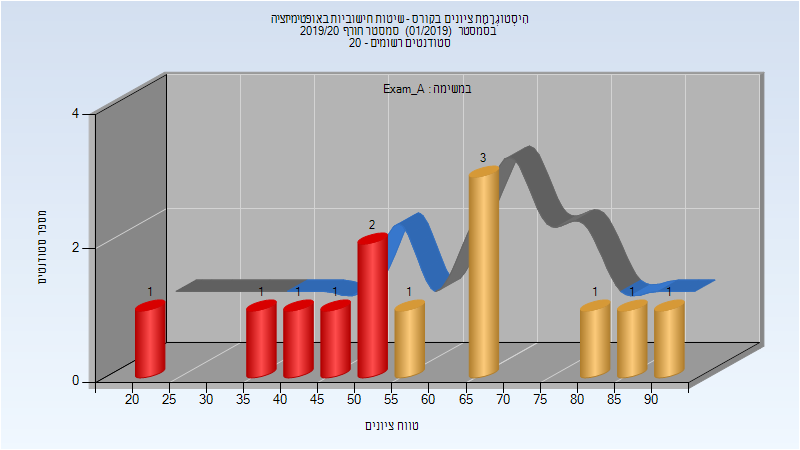 היסטוגרמת ציונים בקורס - שיטות חישוביות באופטימיזציה
בסמסטר (01/2019) סמסטר חורף 2019/20
סטודנטים רשומים - 20
במשימה : Exam_A
מספר סטודנטים
4
2
0
1
1
1
1
2
1
3
1
1
1
20 25 30 35 40 45 50 55 60 65 70 75 80 85 90
טווח ציונים